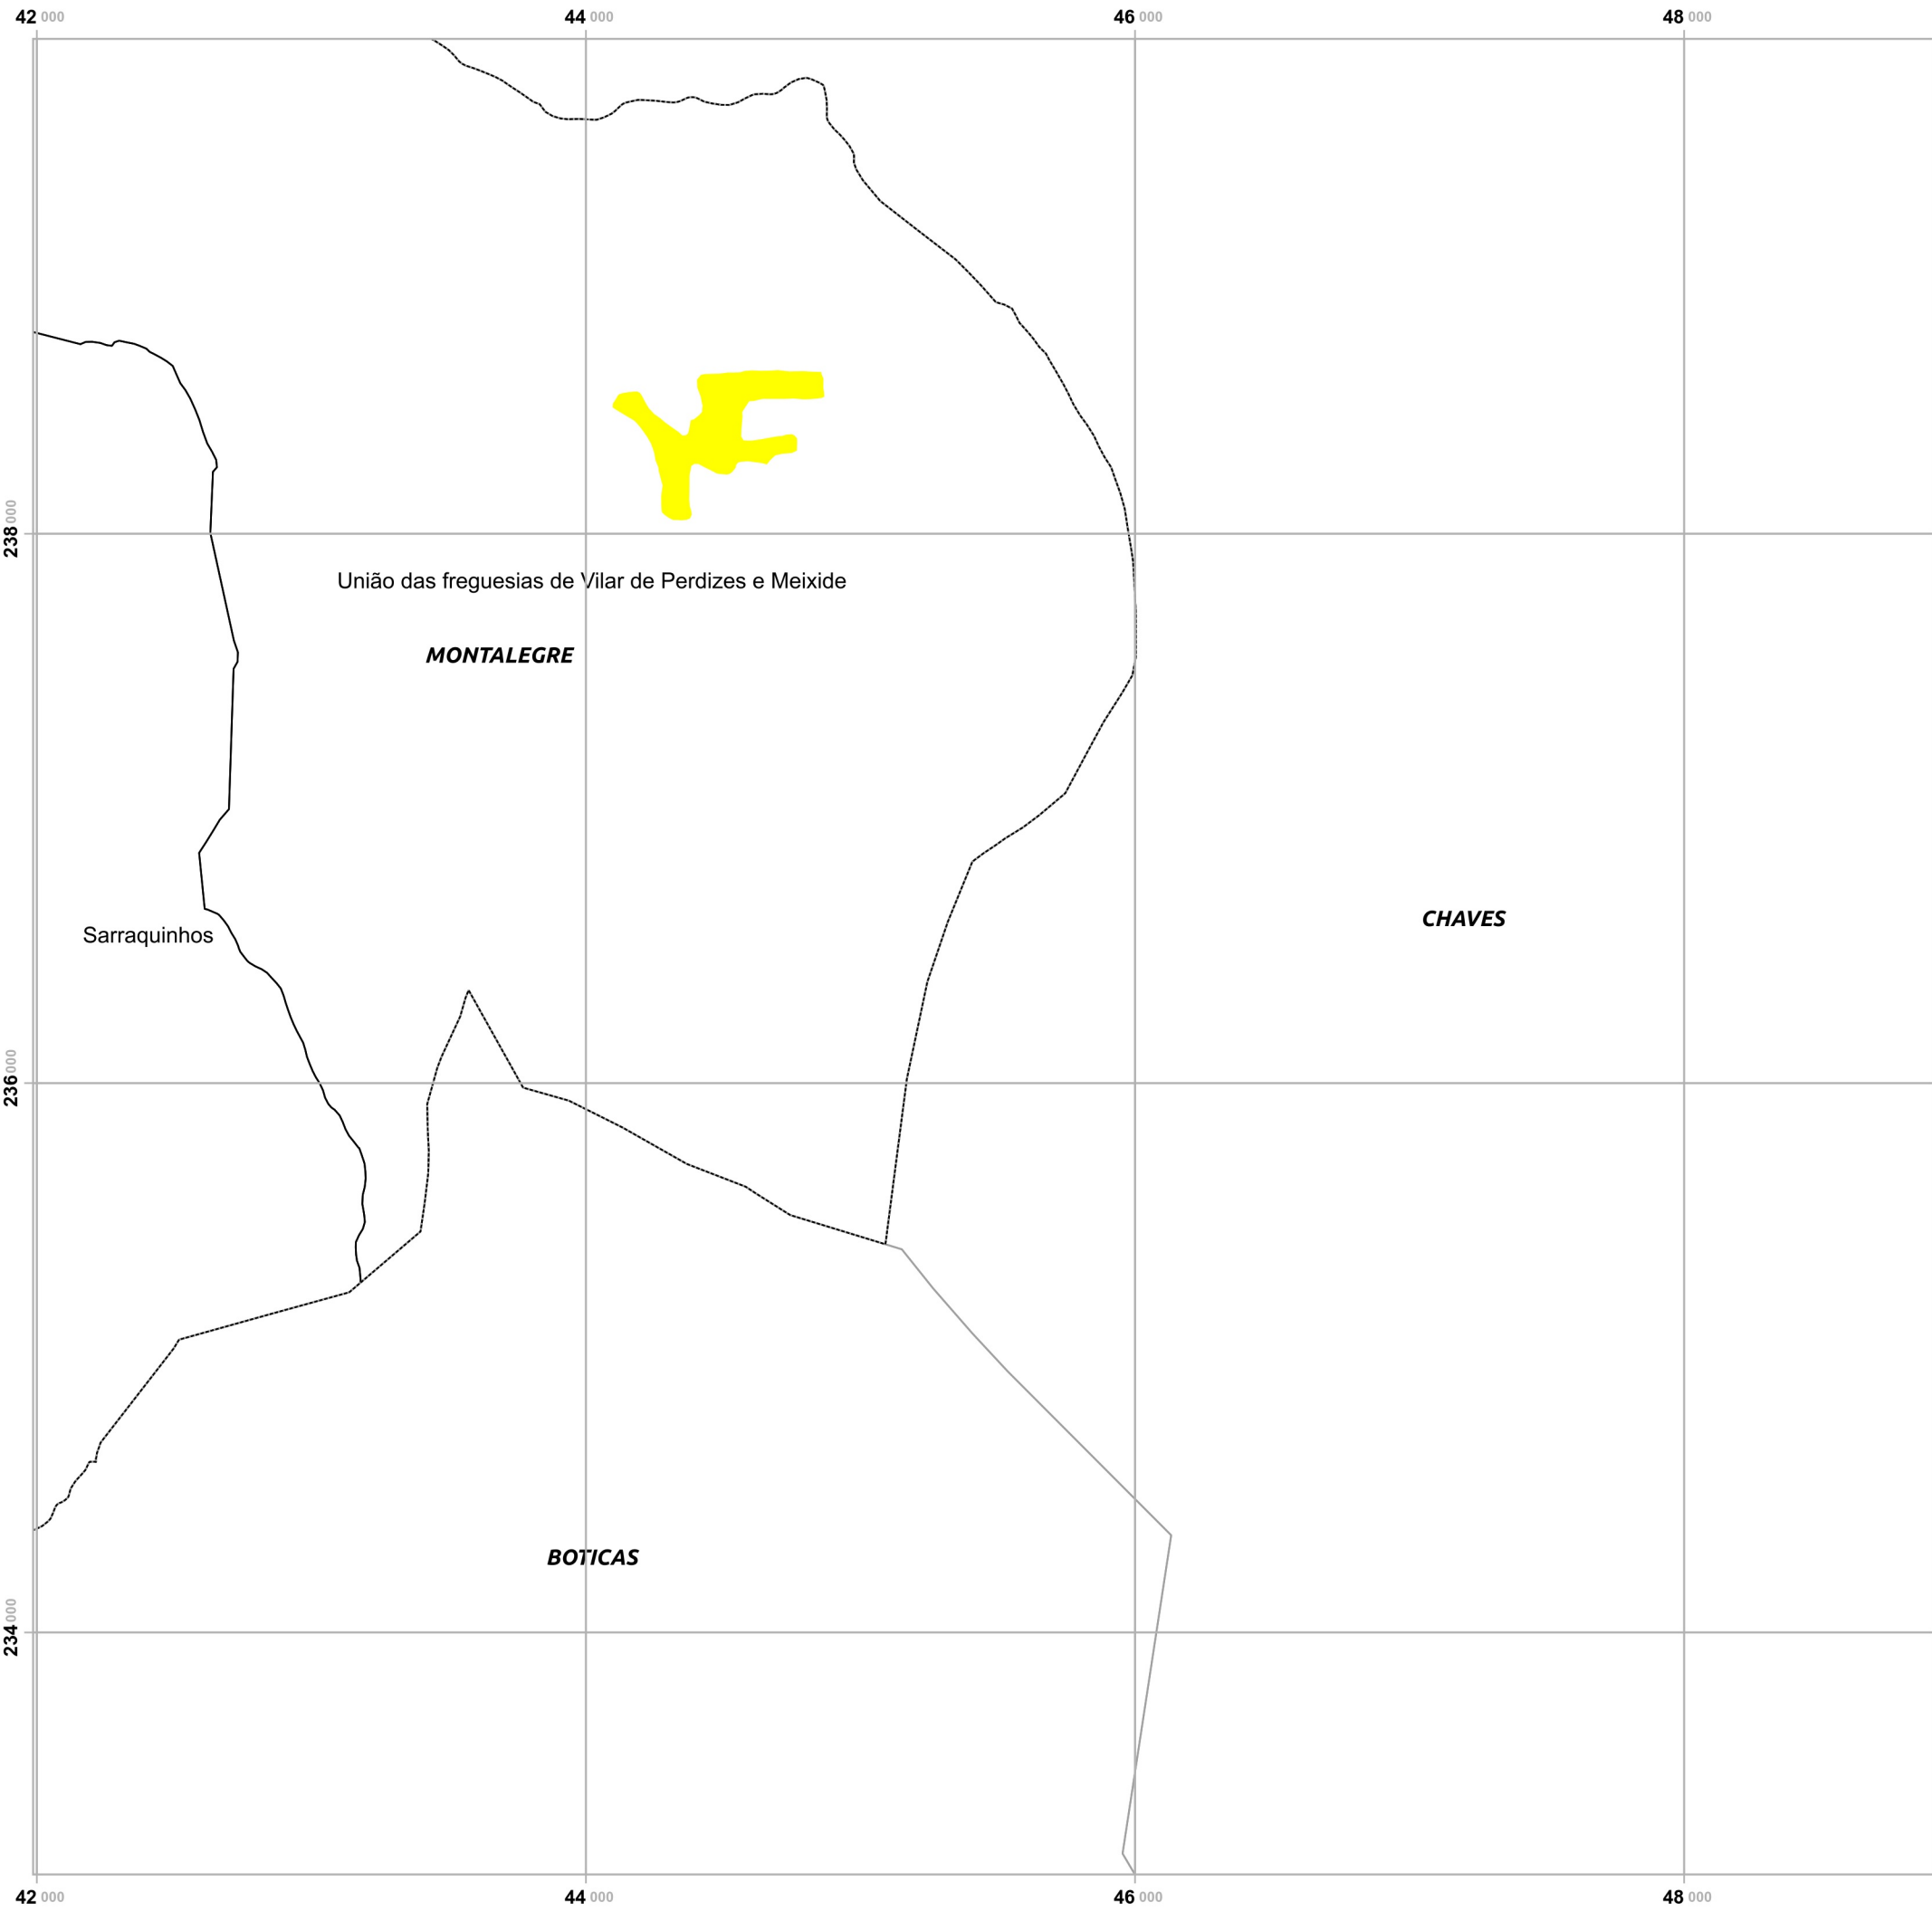 42 000 44 000 46 000 48 000
238 000
União das freguesias de Vilar de Perdizes e Meixide
MONTALEGRE
CHAVES
Sarraquinhos
236 000
BOTICAS
234 000
42 000 44 000 46 000 48 000